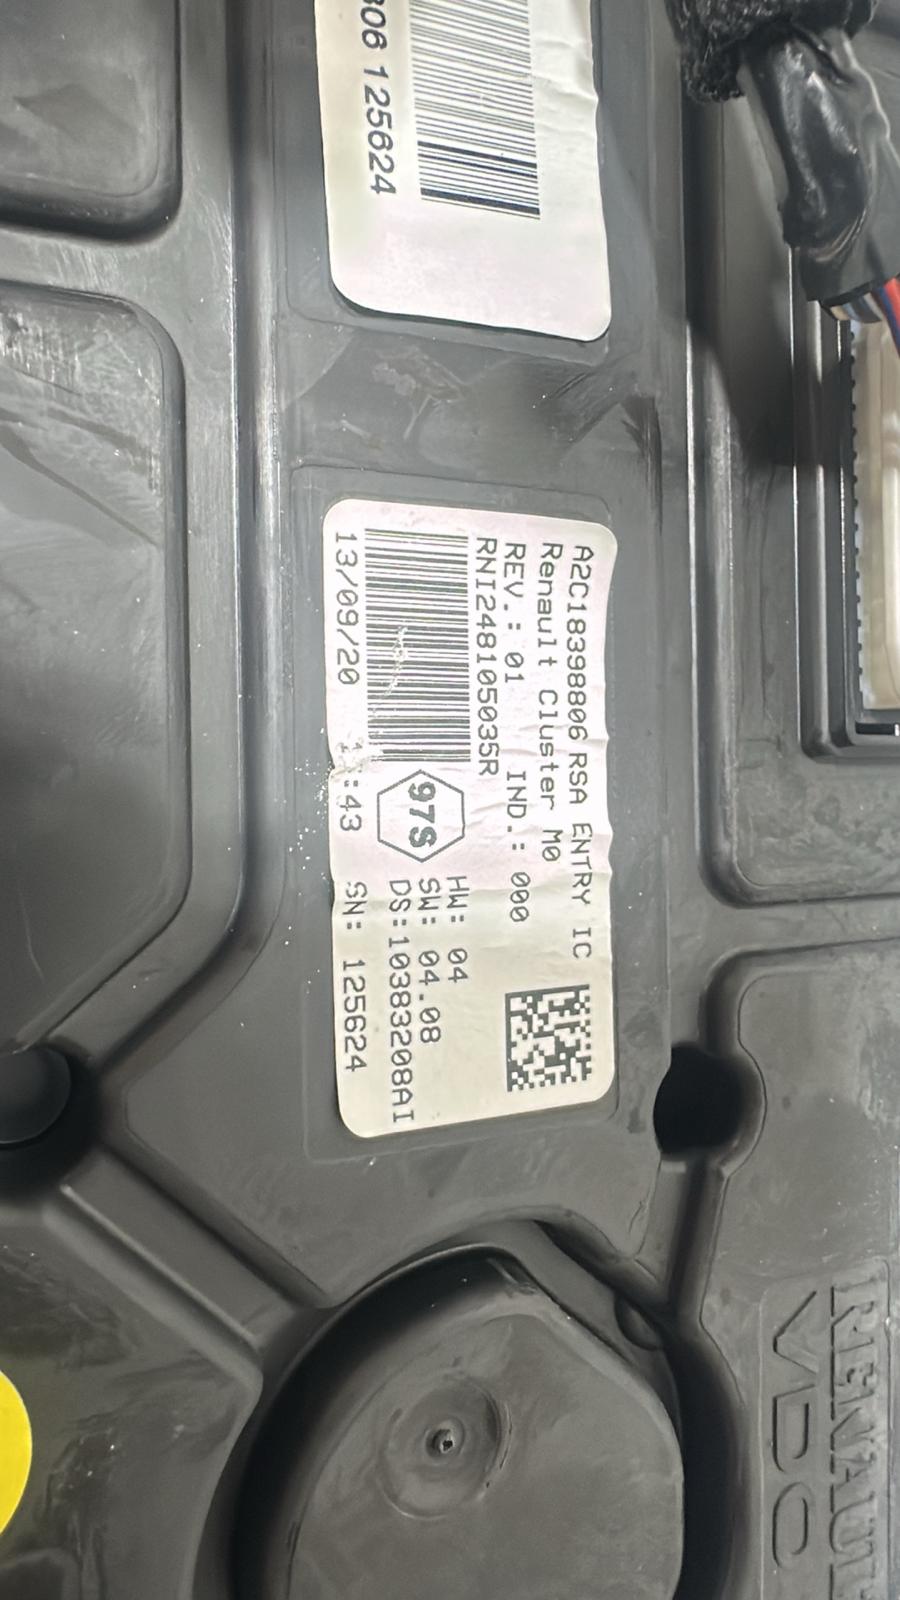 806 125624
A2C18398806 RSA ENTRY IC
Renault Cluster M0
REV.: 01 IND.: 000
RNI248105035R
97S
HW: 04
SW: 04.08
DS:10383208AI
13/09/20 :43 SN: 125624
RENAULT
VDO